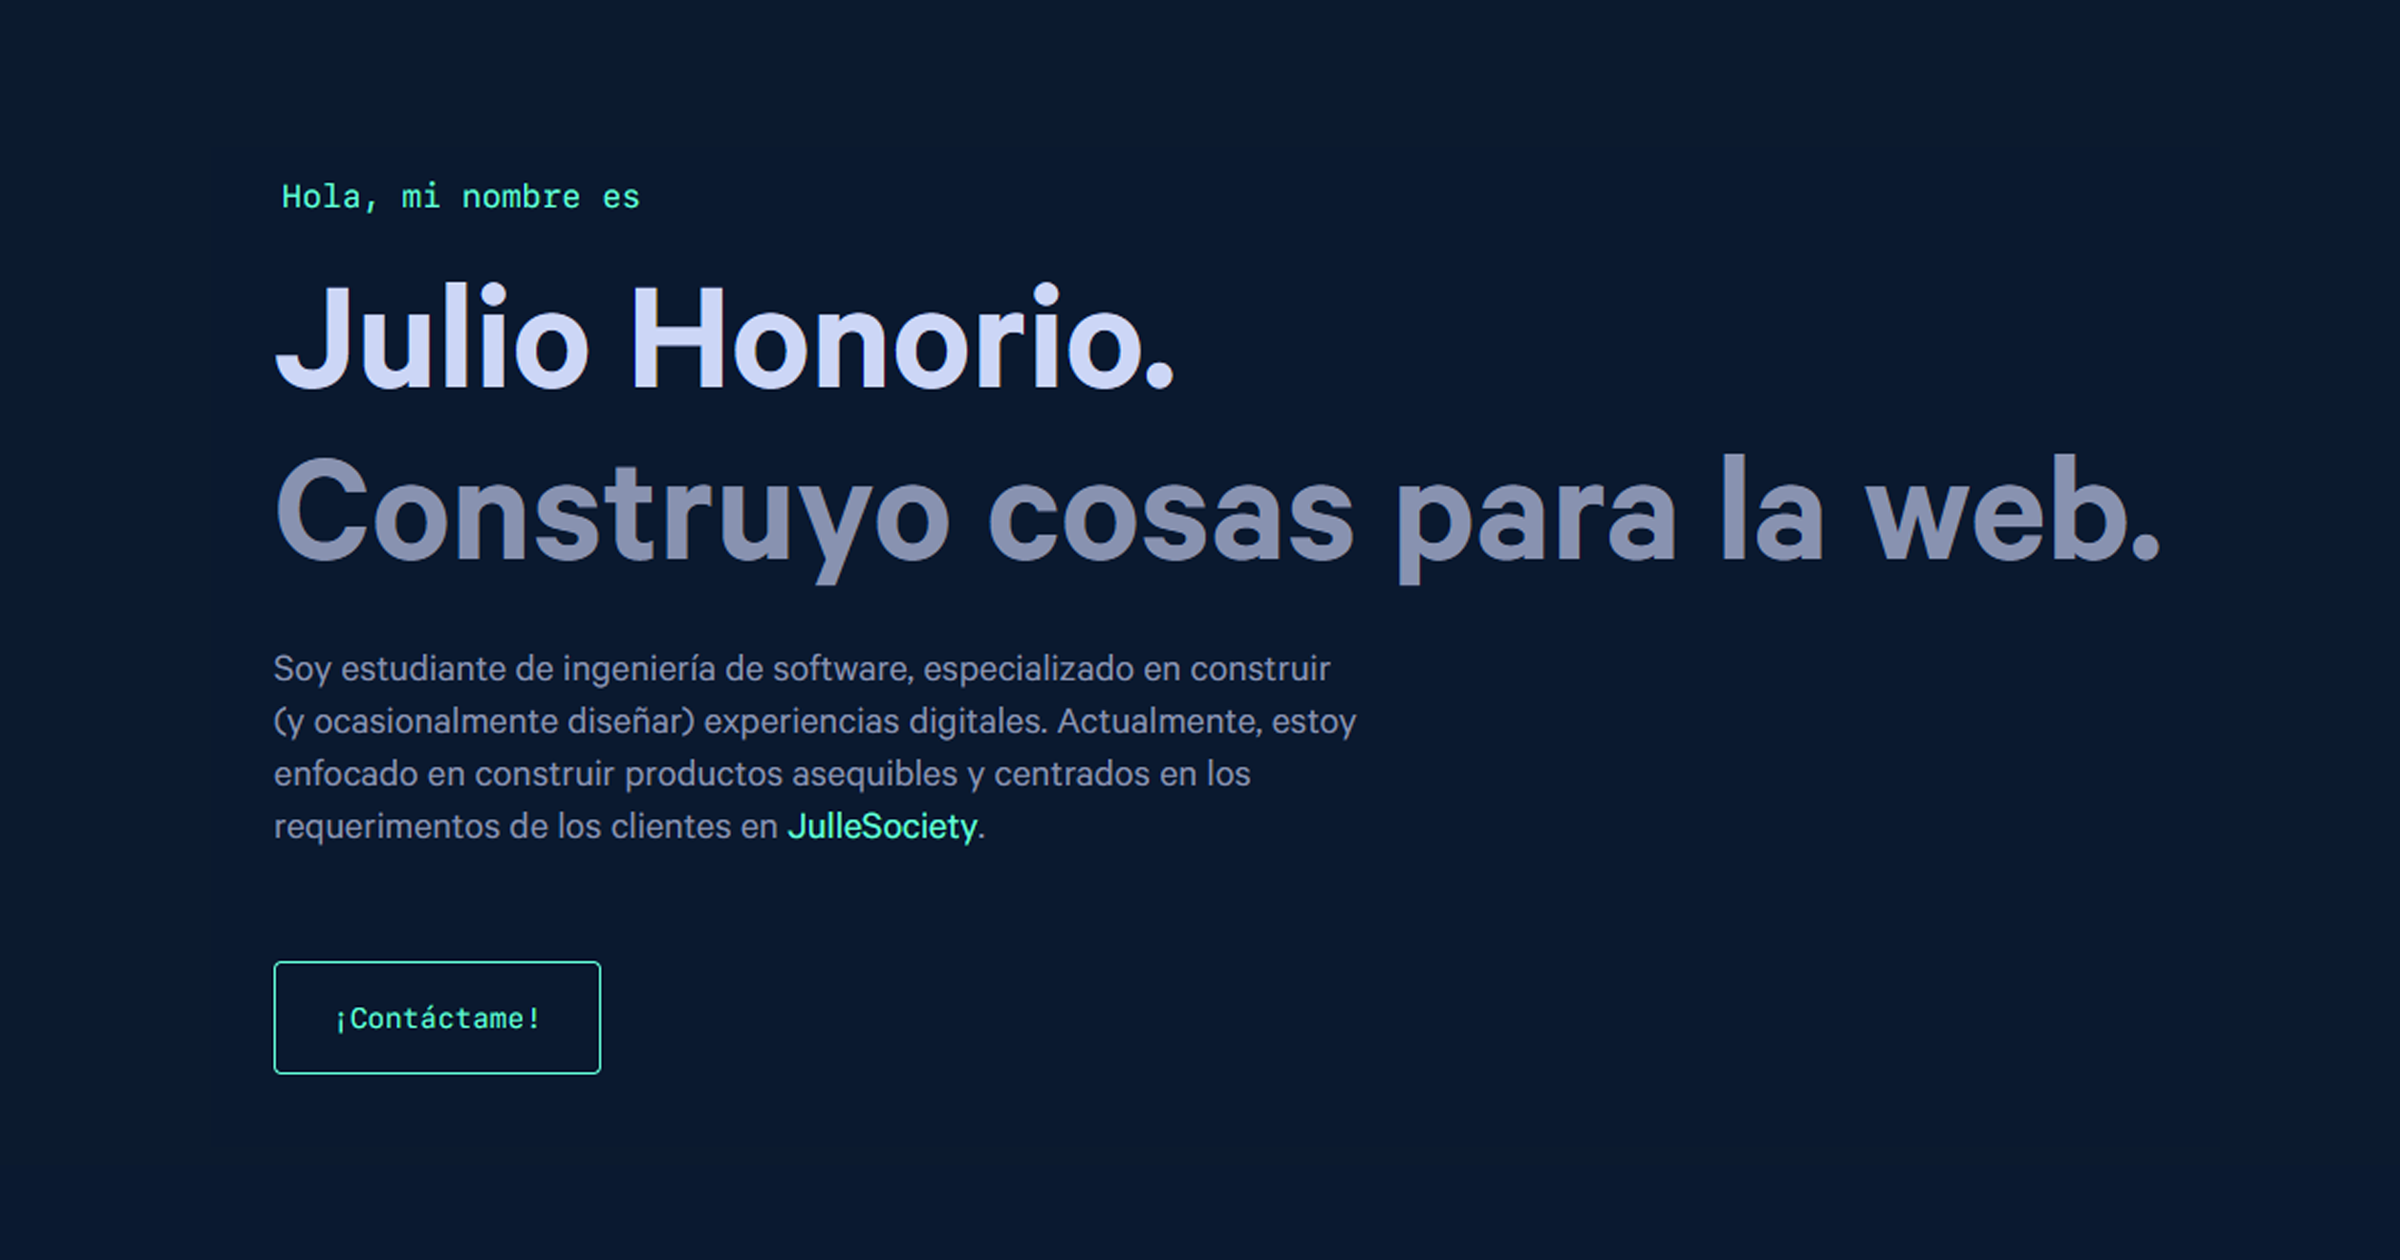 Hola, mi nombre es
Julio Honorio.
Construyo cosas para la web.
Soy estudiante de ingeniería de software, especializado en construir
(y ocasionalmente diseñar) experiencias digitales. Actualmente, estoy
enfocado en construir productos asequibles y centrados en los
requerimentos de los clientes en JulleSociety.
¡Contáctame!